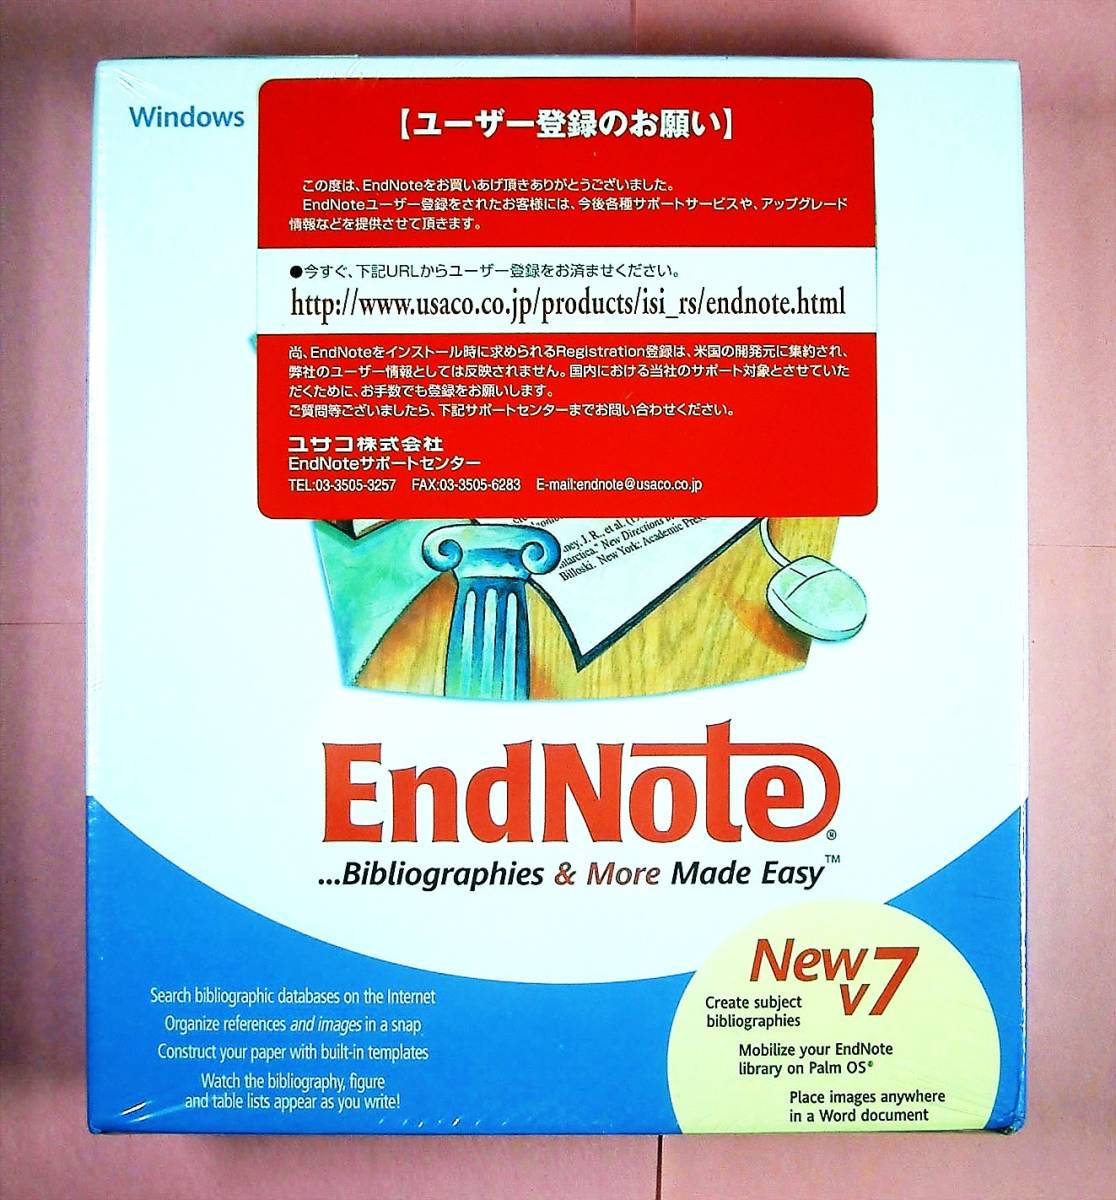 Windows
【ユーザー登録のお願い】
この度は、EndNoteをお買いあげ頂きありがとうございました。
EndNoteユーザー登録をされたお客様には、今後各種サポートサービスや、アップグレード
情報などを提供させて頂きます。
●今すぐ、下記URLからユーザー登録をお済ませください。
http://www.usaco.co.jp/products/isi_rs/endnote.html
尚、EndNoteをインストール時に求められるRegistration登録は、米国の開発元に集約され、
弊社のユーザー情報としては反映されません。国内における当社のサポート対象とさせていた
だくために、お手数でも登録をお願いします。
ご質問等ございましたら、下記サポートセンターまでお問い合わせください。
ユサコ株式会社
EndNoteサポートセンター
TEL:03-3505-3257 FAX:03-3505-6283 E-mail:endnote@usaco.co.jp
J. R., et al.
New Directions
Billoski. New York: Academic
EndNote®
...Bibliographies & More Made Easy™
New v7
Create subject
bibliographies
Mobilize your EndNote
library on Palm OS®
Place images anywhere
in a Word document
Search bibliographic databases on the Internet
Organize references and images in a snap
Construct your paper with built-in templates
Watch the bibliography, figure
and table lists appear as you write!